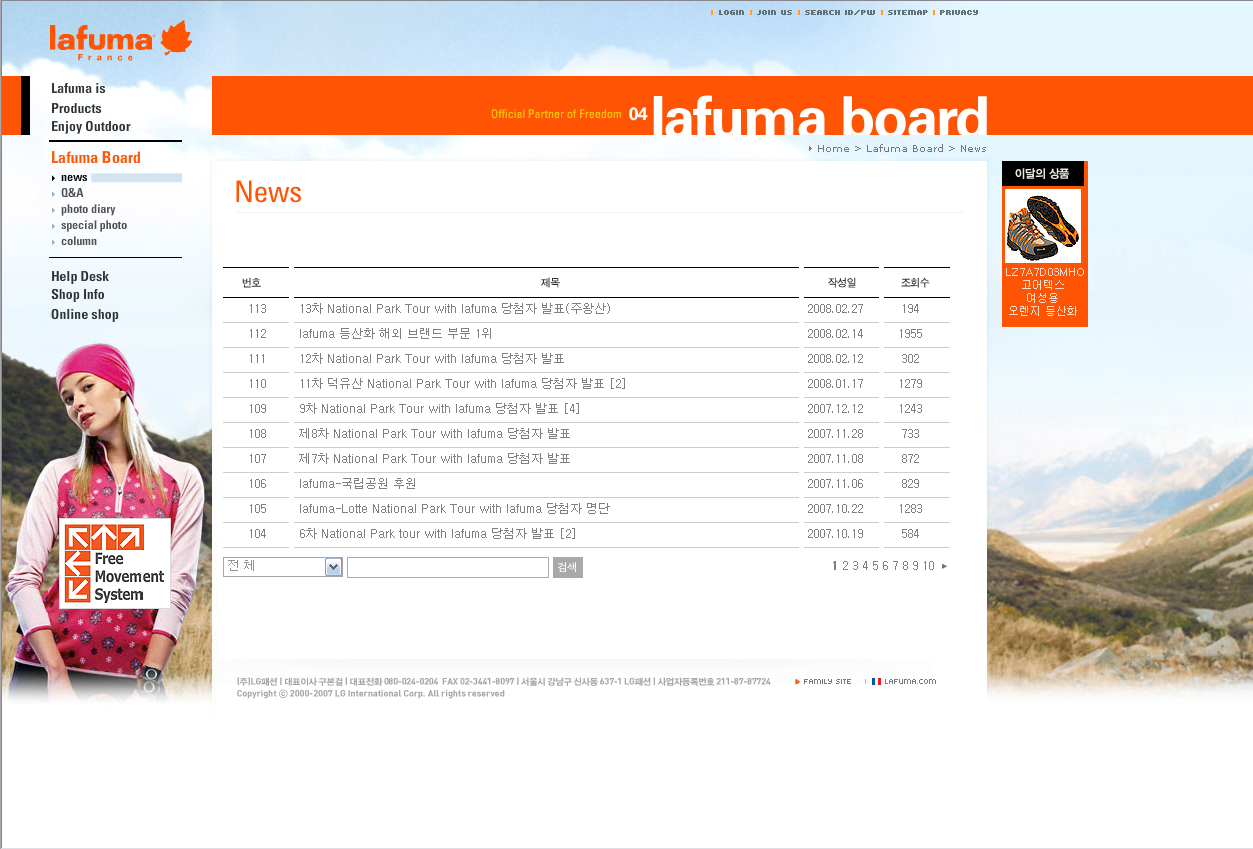 LOGIN JOIN US SEARCH ID/PW SITEMAP PRIVACY
lafuma
France
Lafuma is
Products
Enjoy Outdoor
Lafuma Board
news
Q&A
photo diary
special photo
column
Help Desk
Shop Info
Online shop
Free
Movement
System
Official Partner of Freedom 04 lafuma board
Home > Lafuma Board > News
News
번호 제목 작성일 조회수
113 13차 National Park Tour with lafuma 당첨자 발표(주왕산) 2008.02.27 194
112 lafuma 등산화 해외 브랜드 부문 1위 2008.02.14 1955
111 12차 National Park Tour with lafuma 당첨자 발표 2008.02.12 302
110 11차 덕유산 National Park Tour with lafuma 당첨자 발표 [2] 2008.01.17 1279
109 9차 National Park Tour with lafuma 당첨자 발표 [4] 2007.12.12 1243
108 제8차 National Park Tour with lafuma 당첨자 발표 2007.11.28 733
107 제7차 National Park Tour with lafuma 당첨자 발표 2007.11.08 872
106 lafuma-국립공원 후원 2007.11.06 829
105 lafuma-Lotte National Park Tour with lafuma 당첨자 명단 2007.10.22 1283
104 6차 National Park tour with lafuma 당첨자 발표 [2] 2007.10.19 584
전체 검색 1 2 3 4 5 6 7 8 9 10
이달의 상품
LZ7A7D03MHO
고어텍스
여성용
오렌지 등산화
(주)LG패션 | 대표이사 구본걸 | 대표전화 080-024-0204 FAX 02-3441-8097 | 서울시 강남구 신사동 637-1 LG패션 | 사업자등록번호 211-87-87724
Copyright ⓒ 2000-2007 LG International Corp. All rights reserved
FAMILY SITE LAFUMA.COM